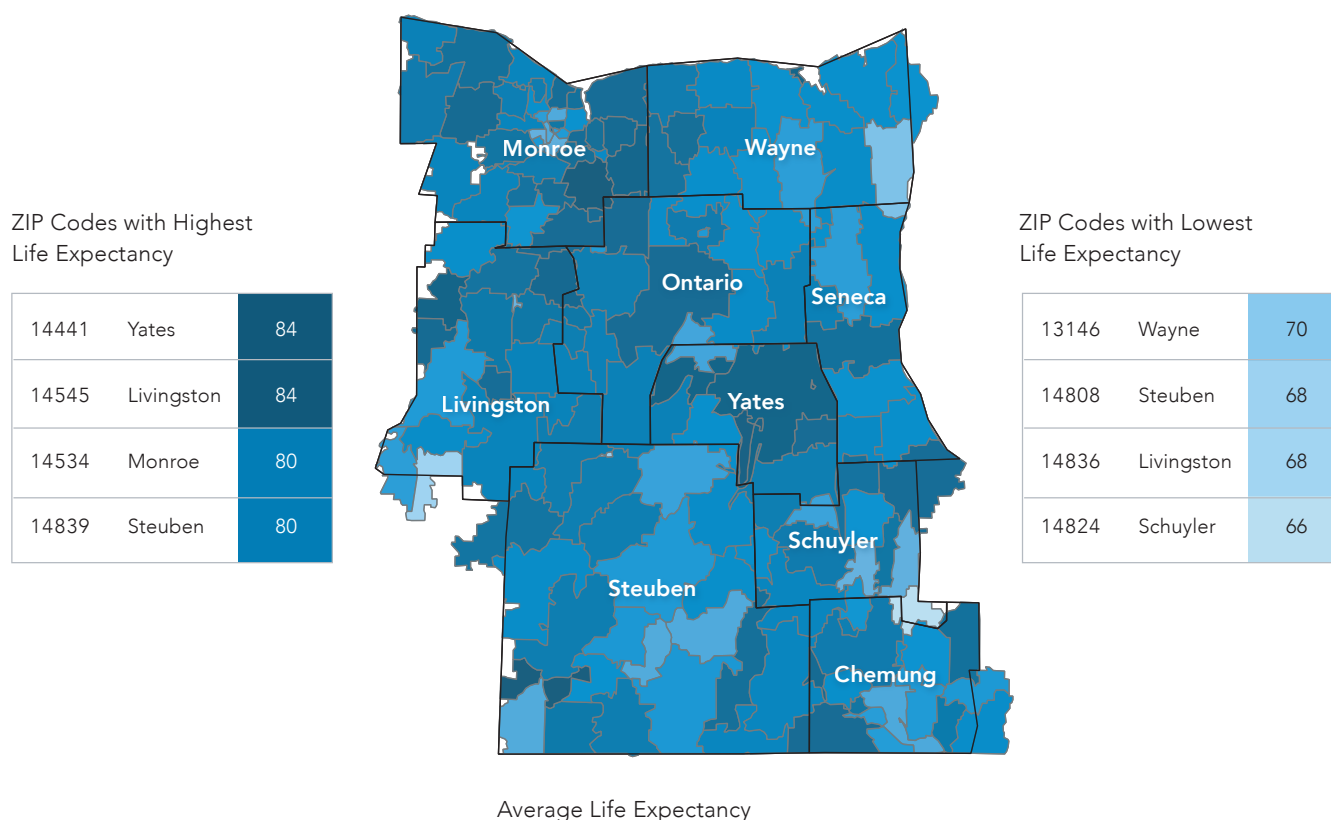 ZIP Codes with Highest
Life Expectancy
14441 Yates 84
14545 Livingston 84
14534 Monroe 80
14839 Steuben 80
Monroe
Wayne
Ontario
Seneca
Yates
Livingston
Schuyler
Steuben
Chemung
ZIP Codes with Lowest
Life Expectancy
13146 Wayne 70
14808 Steuben 68
14836 Livingston 68
14824 Schuyler 66
Average Life Expectancy